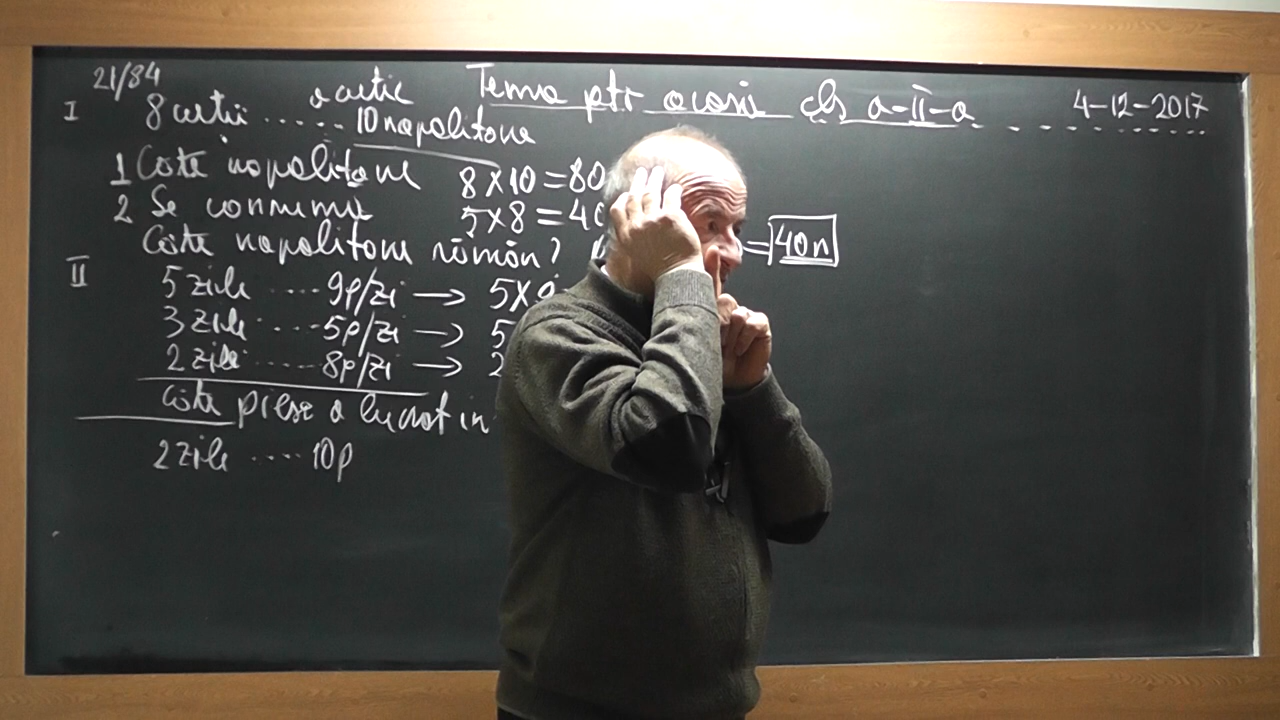 21/84
Tema ptr acasă cls a-II-a 4-12-2017
I 8 cutii ..... o cutie 10 napolitane
1 Câte napolitane 8×10=80
2 Se consumă 5×8=40
Câte napolitane rămân? =40n
II 5 zile .... 9p/zi → 5×9
3 zile .... 5p/zi → 5
2 zile ..... 8p/zi → 2
Câte piese a lucrat în
2 zile .... 10p